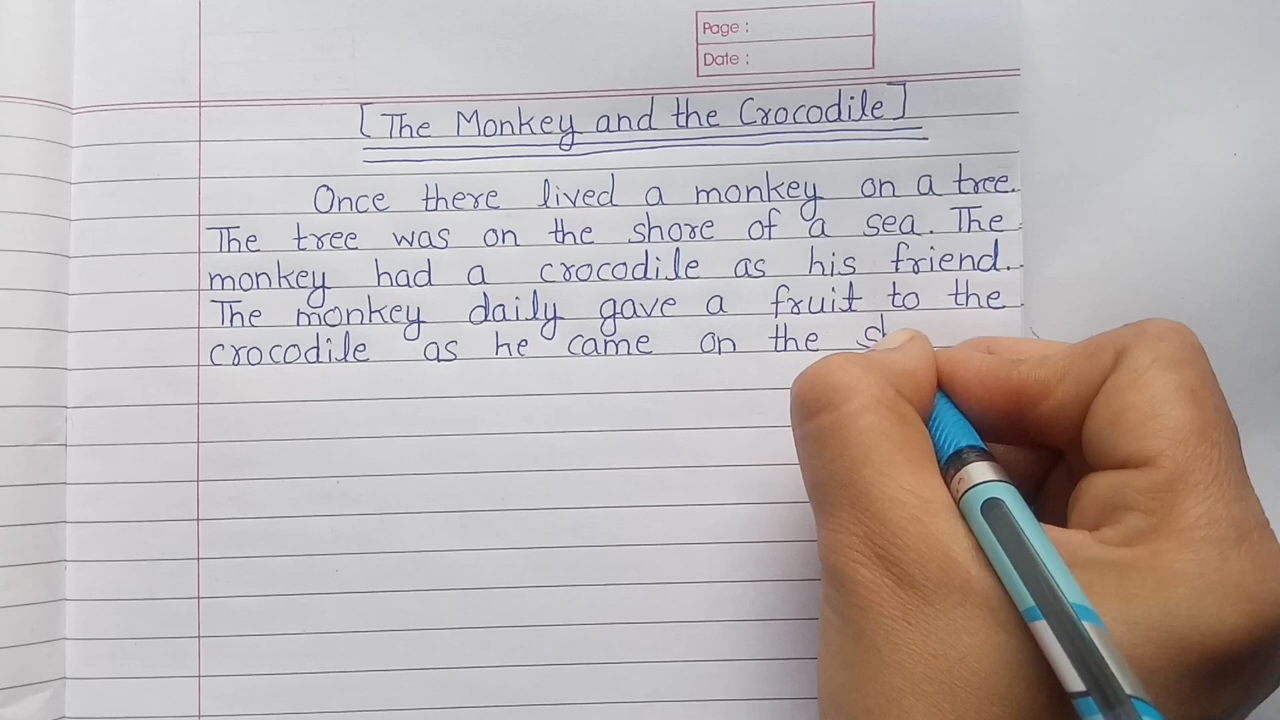 Page :
Date :
[The Monkey and the Crocodile]
Once there lived a monkey on a tree.
The tree was on the shore of a sea. The
monkey had a crocodile as his friend.
The monkey daily gave a fruit to the
crocodile as he came on the